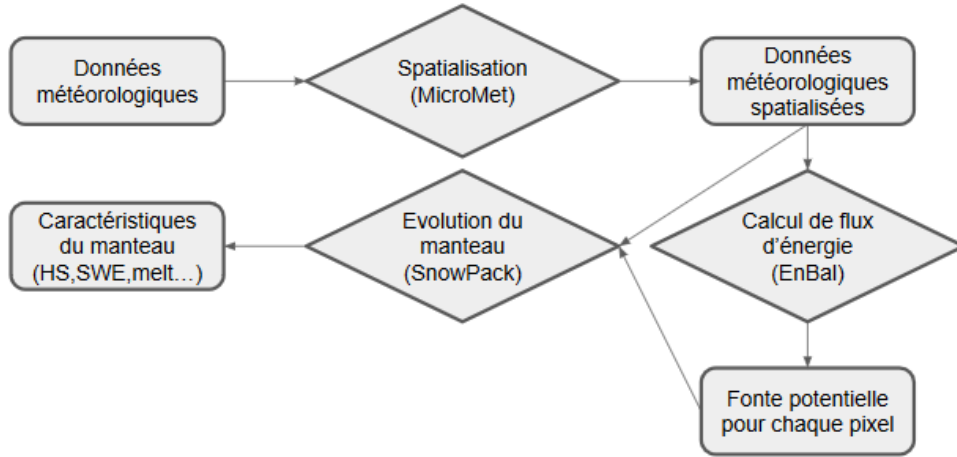 Données
météorologiques
Spatialisation
(MicroMet)
Données
météorologiques
spatialisées
Caractéristiques
du manteau
(HS,SWE,melt…)
Evolution du
manteau
(SnowPack)
Calcul de flux
d’énergie
(EnBal)
Fonte potentielle
pour chaque pixel